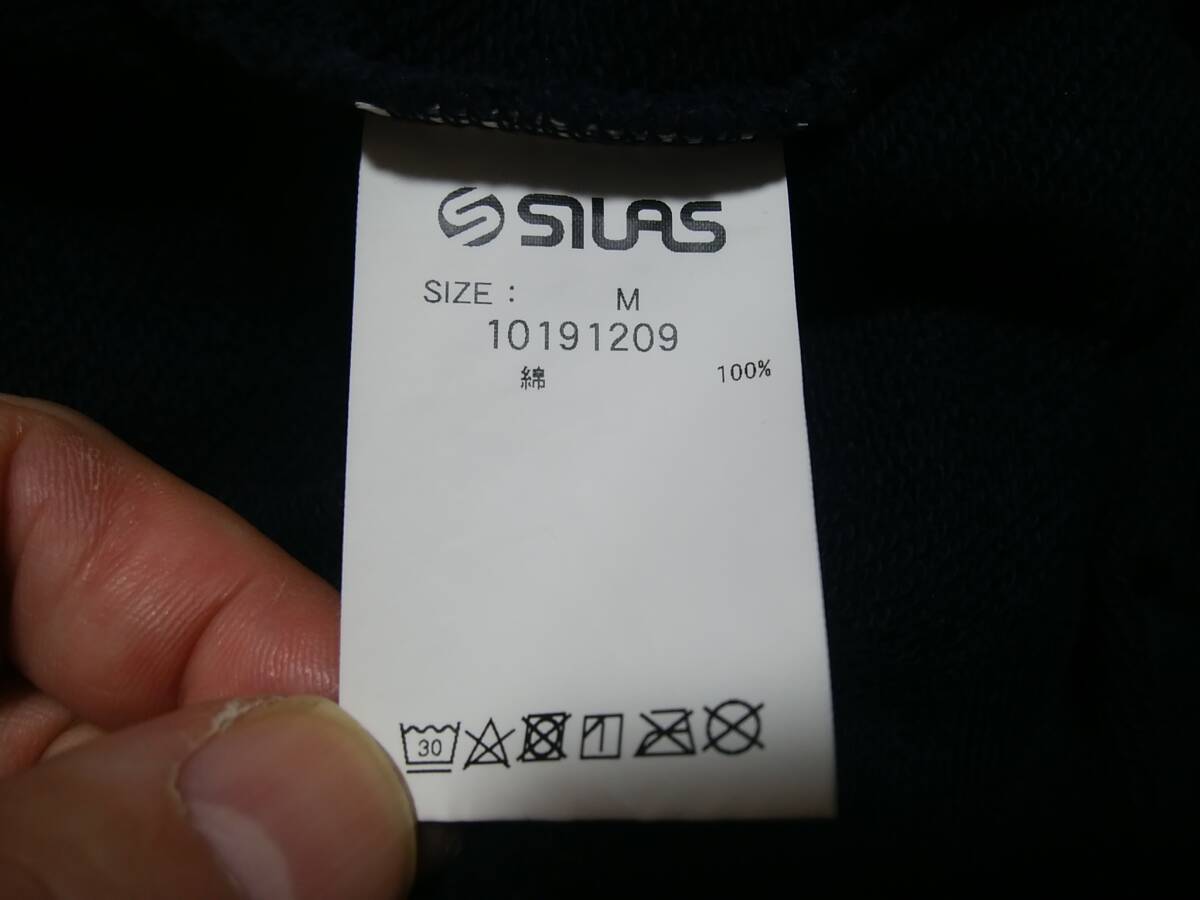 SILAS
SIZE : M
10191209
綿 100%
30